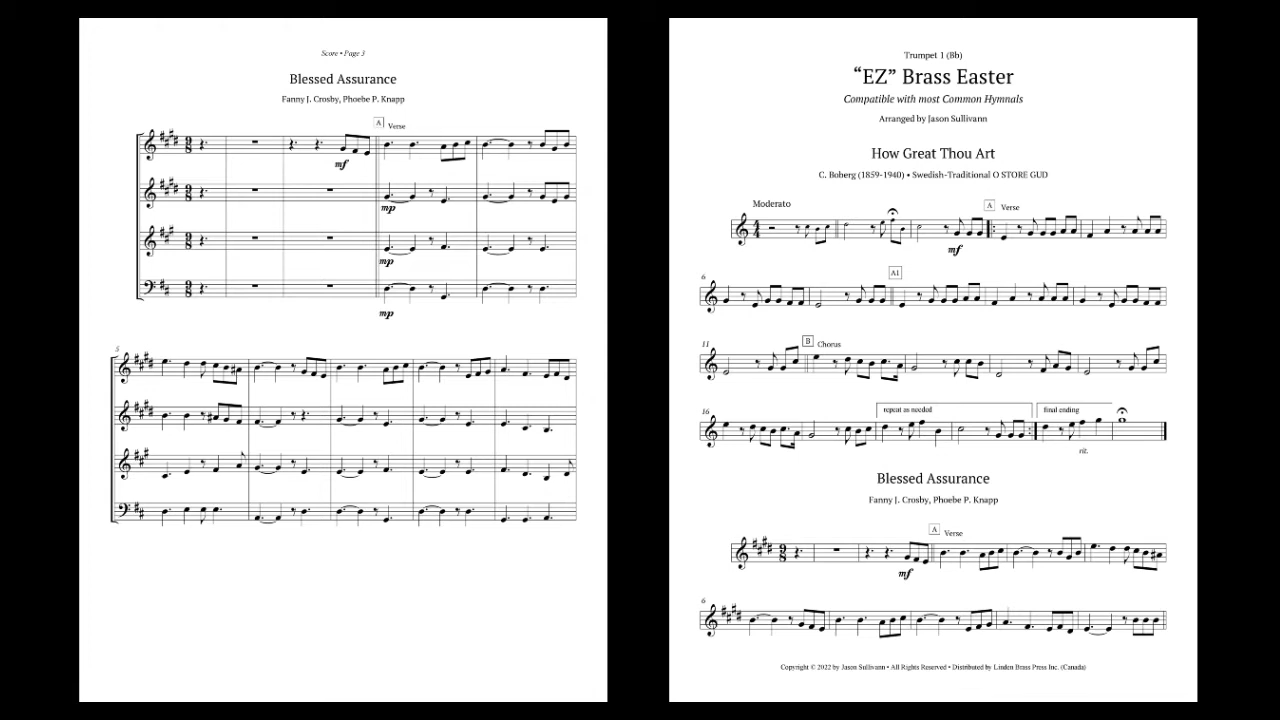 Score • Page 3
Blessed Assurance
Fanny J. Crosby, Phoebe P. Knapp
A Verse
mf
mp
mp
mp
5
Trumpet 1 (Bb)
“EZ” Brass Easter
Compatible with most Common Hymnals
Arranged by Jason Sullivann
How Great Thou Art
C. Boberg (1859-1940) • Swedish-Traditional O STORE GUD
Moderato
A Verse
mf
6
A1
11
B Chorus
16
repeat as needed
final ending
rit.
Blessed Assurance
Fanny J. Crosby, Phoebe P. Knapp
A Verse
mf
6
Copyright © 2022 by Jason Sullivann • All Rights Reserved • Distributed by Linden Brass Press Inc. (Canada)